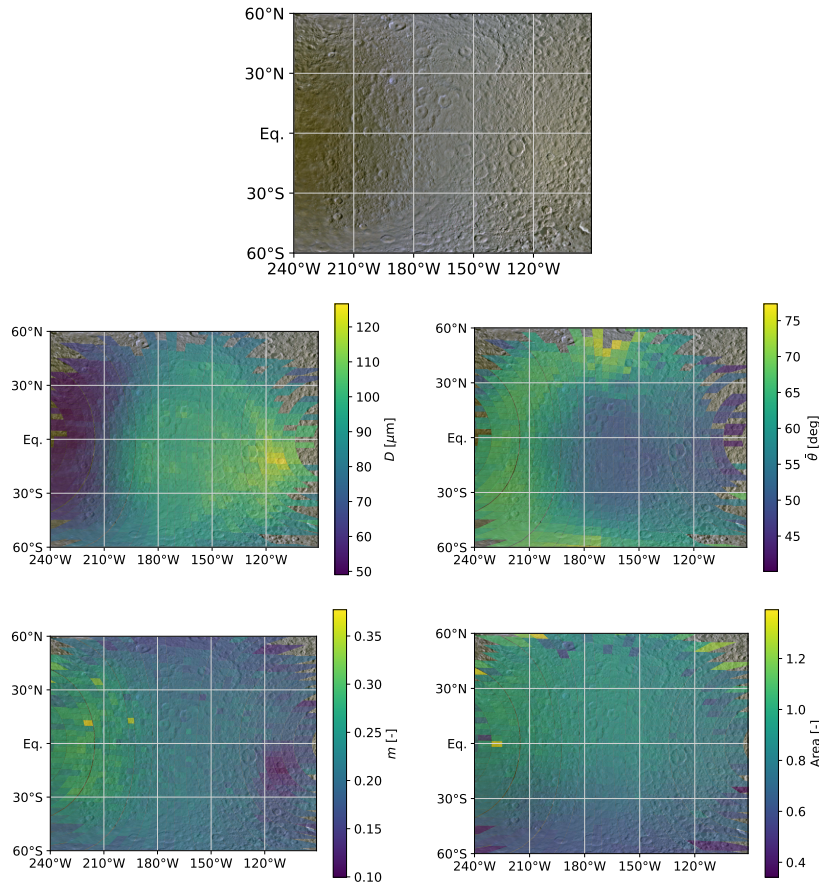 60°N
30°N
Eq.
30°S
60°S
240°W 210°W 180°W 150°W 120°W
60°N
30°N
Eq.
30°S
60°S
240°W 210°W 180°W 150°W 120°W
120
110
100
90
80
70
60
50
D [μm]
60°N
30°N
Eq.
30°S
60°S
240°W 210°W 180°W 150°W 120°W
75
70
65
60
55
50
45
θ̄ [deg]
60°N
30°N
Eq.
30°S
60°S
240°W 210°W 180°W 150°W 120°W
0.35
0.30
0.25
0.20
0.15
0.10
m [-]
60°N
30°N
Eq.
30°S
60°S
240°W 210°W 180°W 150°W 120°W
1.2
1.0
0.8
0.6
0.4
Area [-]